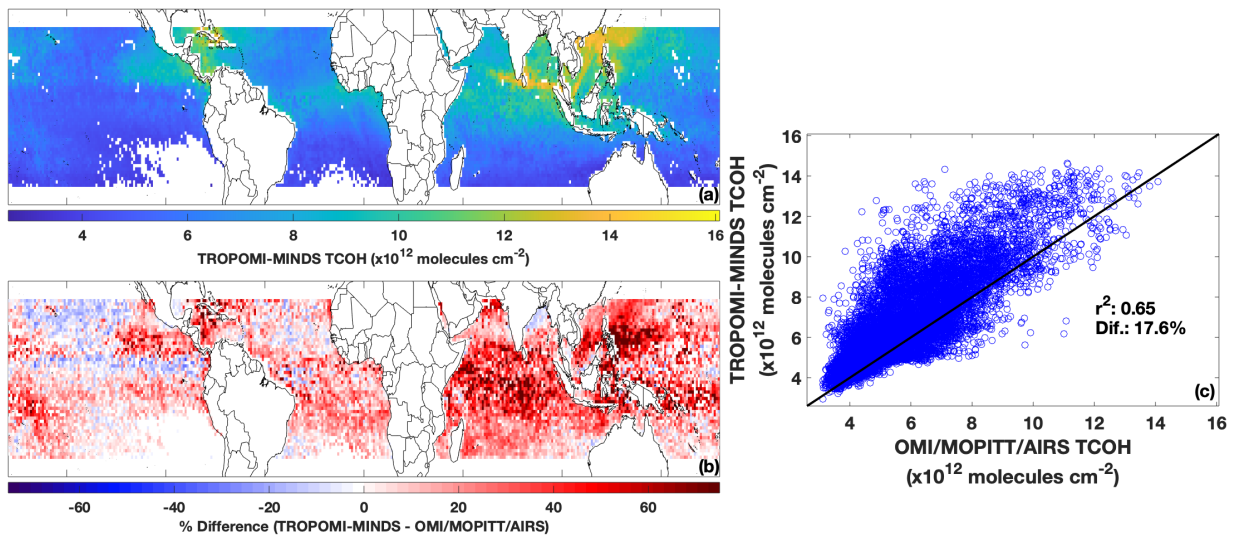 (a)
4 6 8 10 12 14 16
TROPOMI-MINDS TCOH (x10¹² molecules cm⁻²)
(b)
-60 -40 -20 0 20 40 60
% Difference (TROPOMI-MINDS - OMI/MOPITT/AIRS)
TROPOMI-MINDS TCOH
(x10¹² molecules cm⁻²)
16
14
12
10
8
6
4
r²: 0.65
Dif.: 17.6%
(c)
4 6 8 10 12 14 16
OMI/MOPITT/AIRS TCOH
(x10¹² molecules cm⁻²)